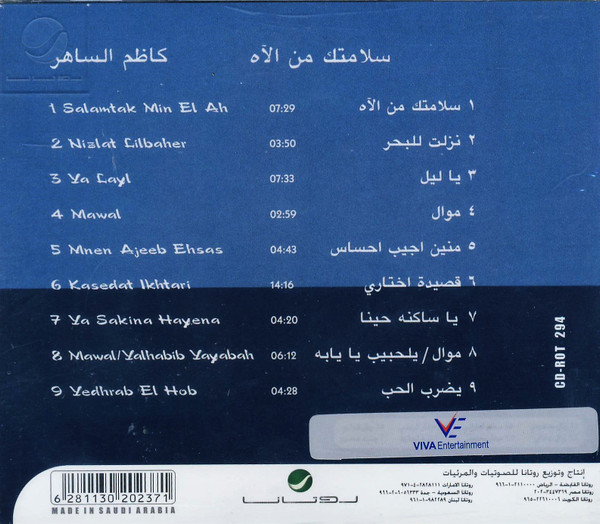 روتانا
سلامتك من الآه كاظم الساهر
1 Salamtak Min El Ah 07:29 ١ سلامتك من الآه
2 Nizlat Lilbaher 03:50 ٢ نزلت للبحر
3 Ya Layl 07:33 ٣ يا ليل
4 Mawal 02:59 ٤ موال
5 Mnen Ajeeb Ehsas 04:43 ٥ منين اجيب احساس
6 Kasedat Ikhtari 14:16 ٦ قصيدة اختاري
7 Ya Sakina Hayena 04:20 ٧ يا ساكنه حينا
8 Mawal/Yalhabib Yayabah 06:12 ٨ موال/يلحبيب يا يابه
9 Yedhrab El Hob 04:28 ٩ يضرب الحب
CD-ROT 294
VIVA Entertainment
إنتاج وتوزيع روتانا للصوتيات والمرئيات
روتانا
6 281130 202371
MADE IN SAUDI ARABIA